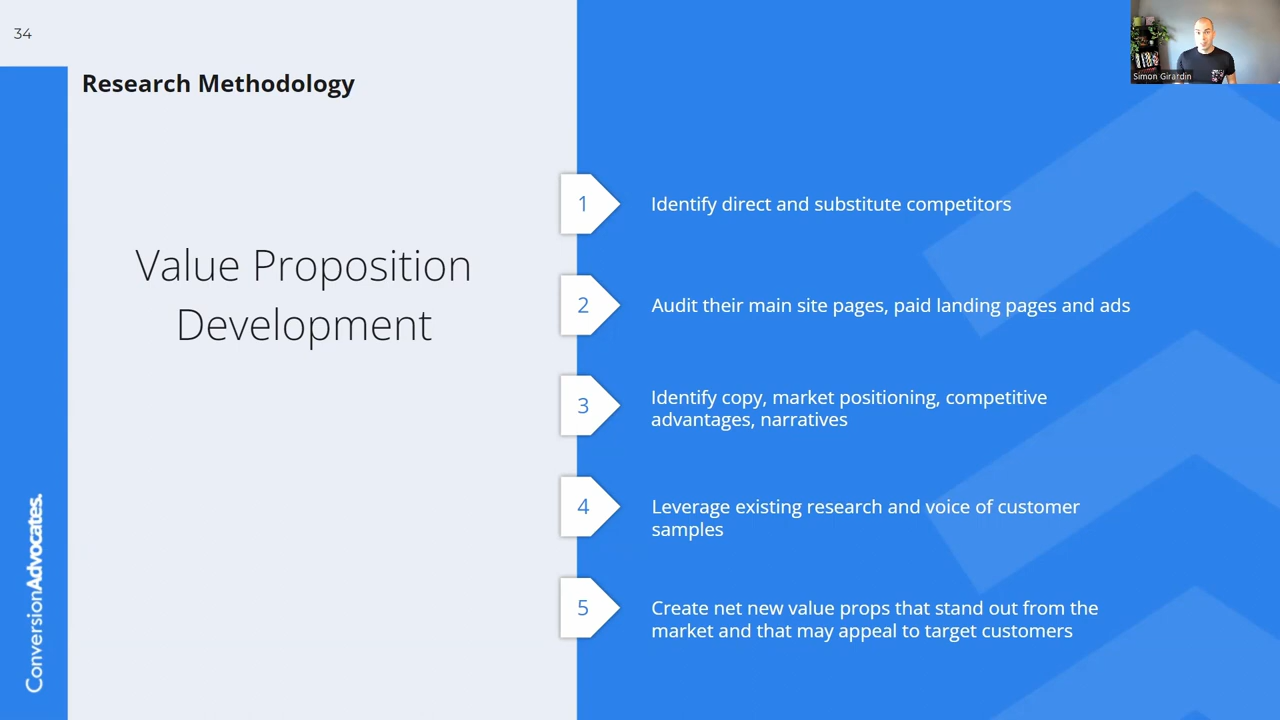 34
Simon Girardin
Research Methodology
Value Proposition
Development
1
Identify direct and substitute competitors
2
Audit their main site pages, paid landing pages and ads
3
Identify copy, market positioning, competitive
advantages, narratives
4
Leverage existing research and voice of customer
samples
5
Create net new value props that stand out from the
market and that may appeal to target customers
ConversionAdvocates.